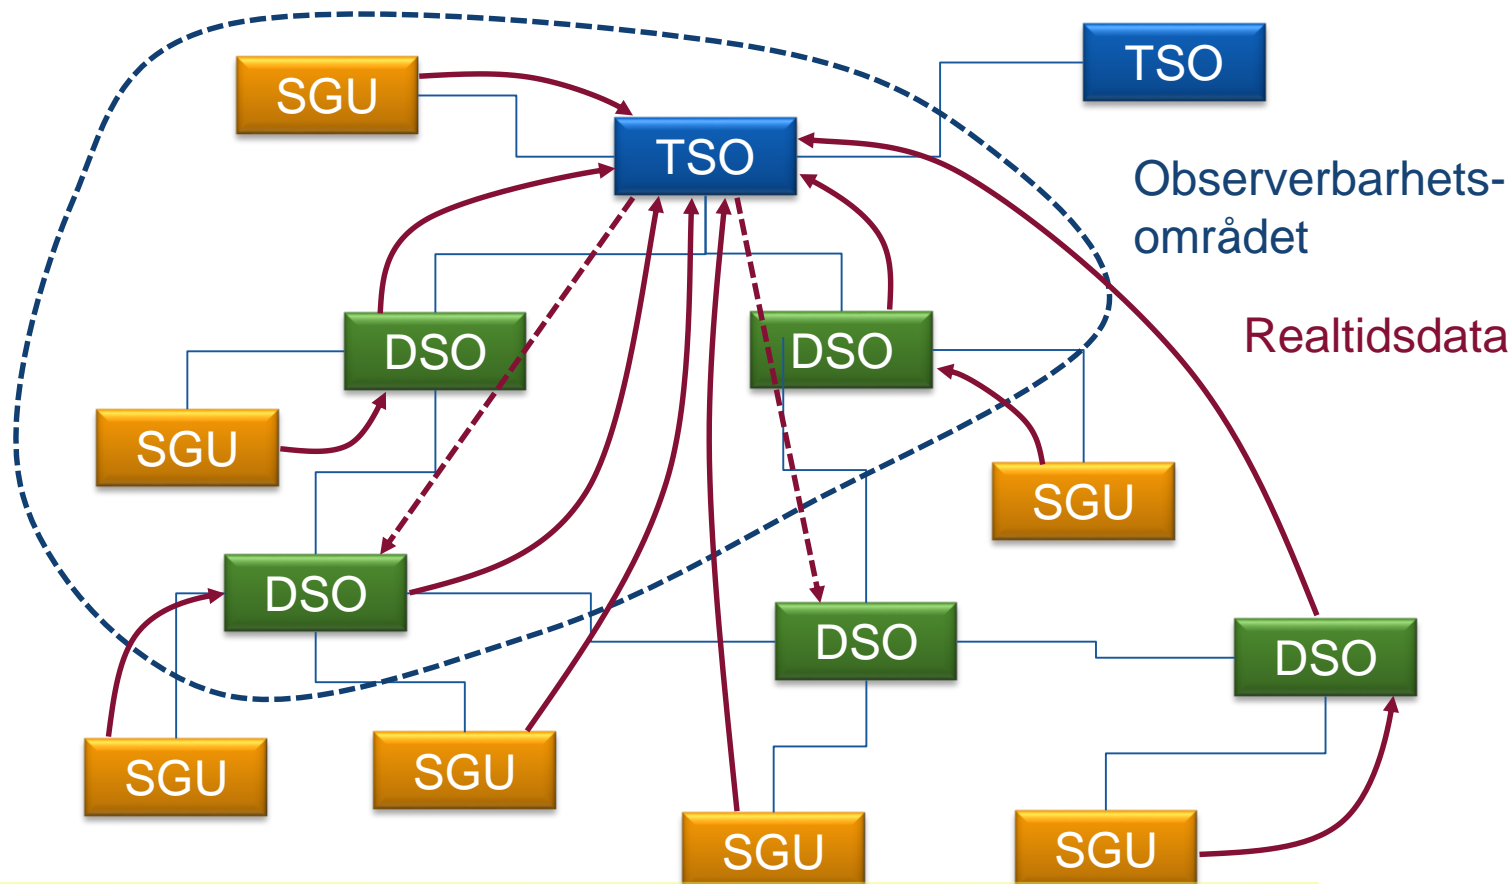 TSO
SGU
TSO
Observerbarhets-
området
Realtidsdata
DSO
DSO
SGU
SGU
DSO
DSO
DSO
SGU
SGU
SGU
SGU